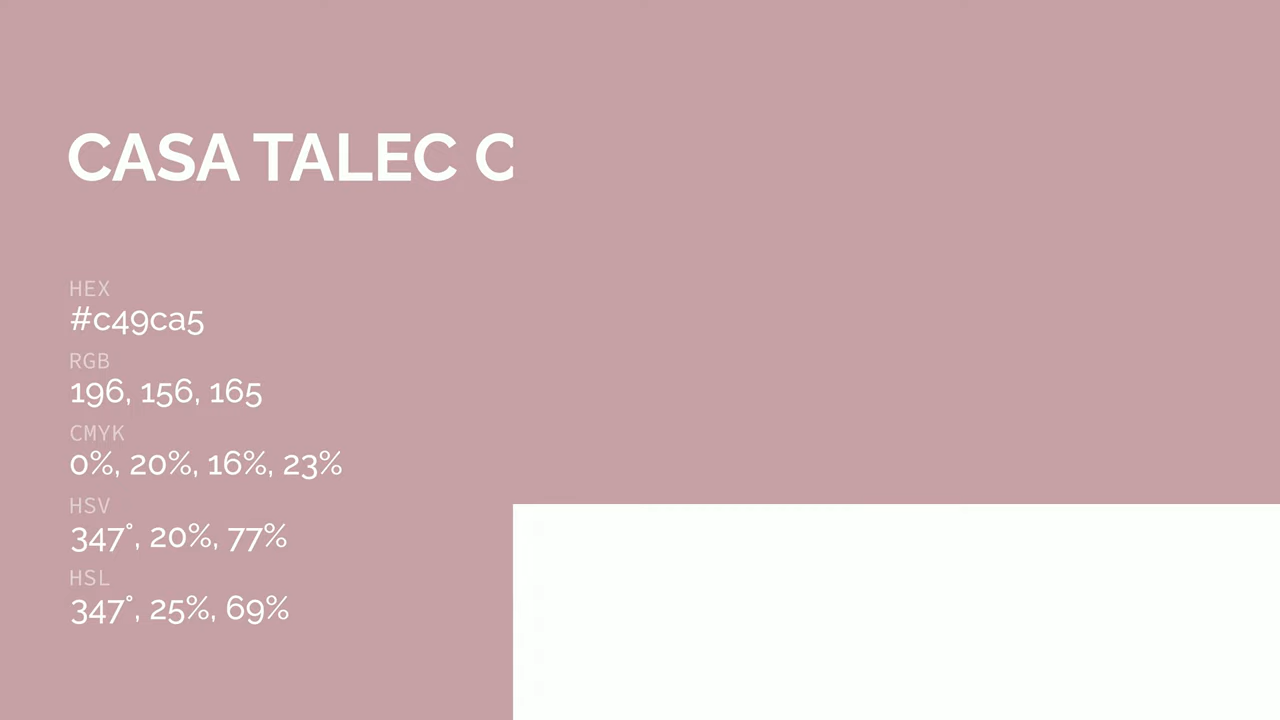 CASA TALEC C
HEX
#c49ca5
RGB
196, 156, 165
CMYK
0%, 20%, 16%, 23%
HSV
347°, 20%, 77%
HSL
347°, 25%, 69%